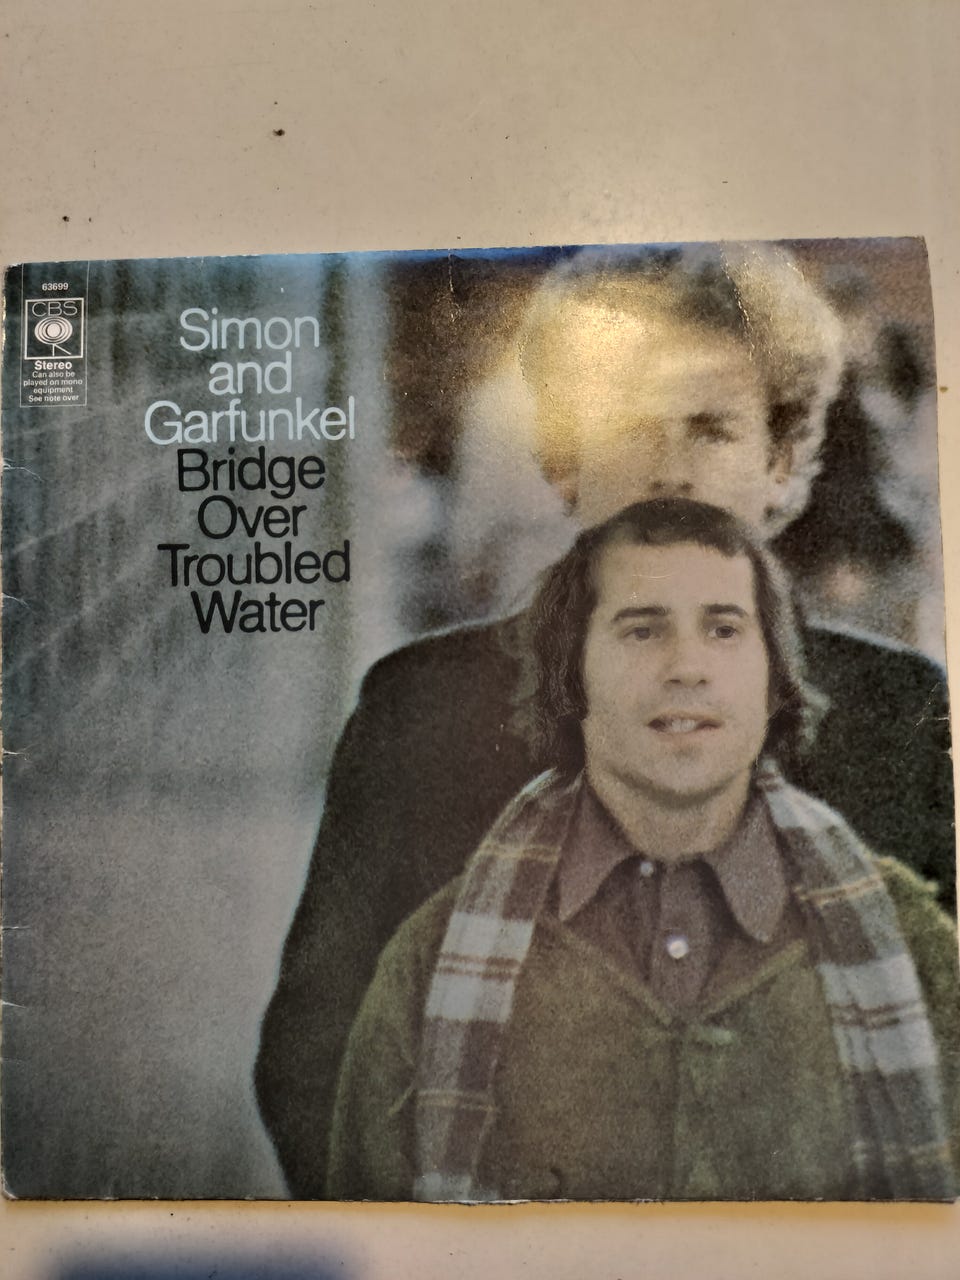 63699
CBS
Stereo
Can also be
played on mono
equipment
See note over
Simon
and
Garfunkel
Bridge
Over
Troubled
Water